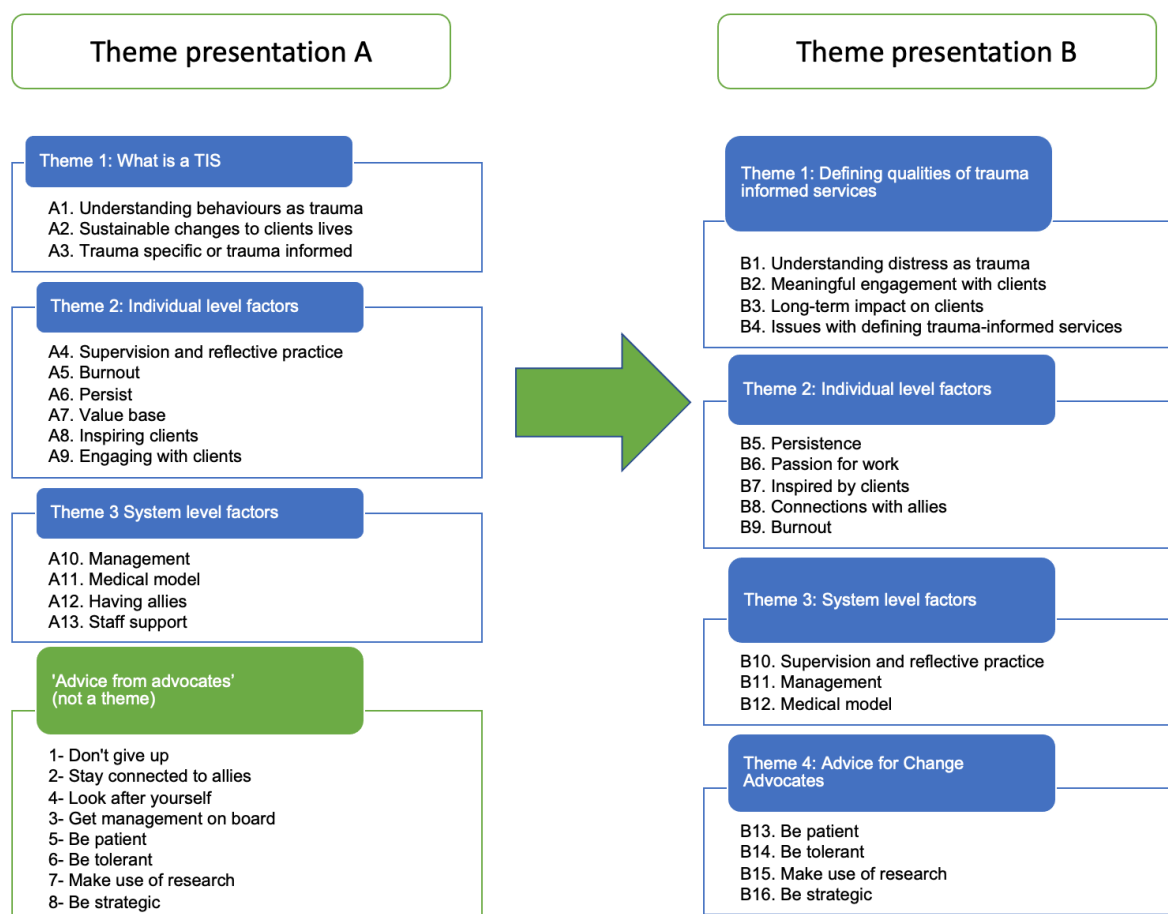 Theme presentation A
Theme 1: What is a TIS
A1. Understanding behaviours as trauma
A2. Sustainable changes to clients lives
A3. Trauma specific or trauma informed
Theme 2: Individual level factors
A4. Supervision and reflective practice
A5. Burnout
A6. Persist
A7. Value base
A8. Inspiring clients
A9. Engaging with clients
Theme 3 System level factors
A10. Management
A11. Medical model
A12. Having allies
A13. Staff support
'Advice from advocates'
(not a theme)
1- Don't give up
2- Stay connected to allies
4- Look after yourself
3- Get management on board
5- Be patient
6- Be tolerant
7- Make use of research
8- Be strategic
Theme presentation B
Theme 1: Defining qualities of trauma
informed services
B1. Understanding distress as trauma
B2. Meaningful engagement with clients
B3. Long-term impact on clients
B4. Issues with defining trauma-informed services
Theme 2: Individual level factors
B5. Persistence
B6. Passion for work
B7. Inspired by clients
B8. Connections with allies
B9. Burnout
Theme 3: System level factors
B10. Supervision and reflective practice
B11. Management
B12. Medical model
Theme 4: Advice for Change
Advocates
B13. Be patient
B14. Be tolerant
B15. Make use of research
B16. Be strategic